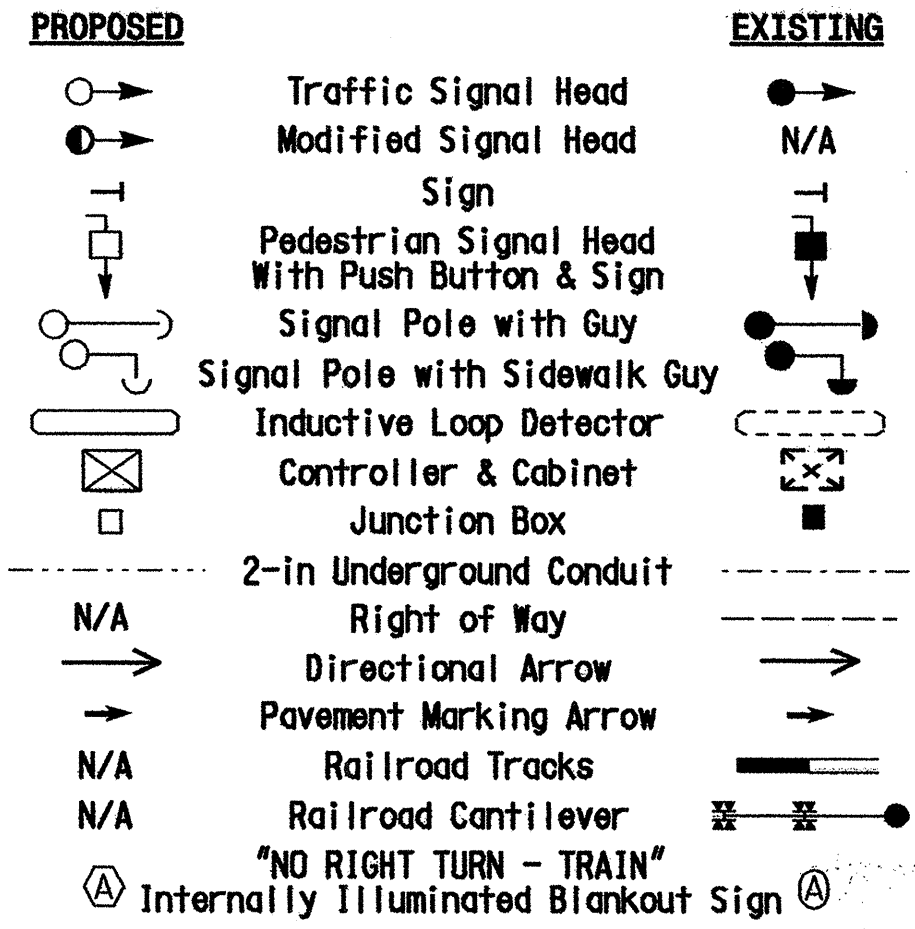 PROPOSED EXISTING
Traffic Signal Head
Modified Signal Head N/A
Sign
Pedestrian Signal Head
With Push Button & Sign
Signal Pole with Guy
Signal Pole with Sidewalk Guy
Inductive Loop Detector
Controller & Cabinet
Junction Box
2-in Underground Conduit
N/A Right of Way
Directional Arrow
Pavement Marking Arrow
N/A Railroad Tracks
N/A Railroad Cantilever
"NO RIGHT TURN - TRAIN"
A Internally Illuminated Blankout Sign A